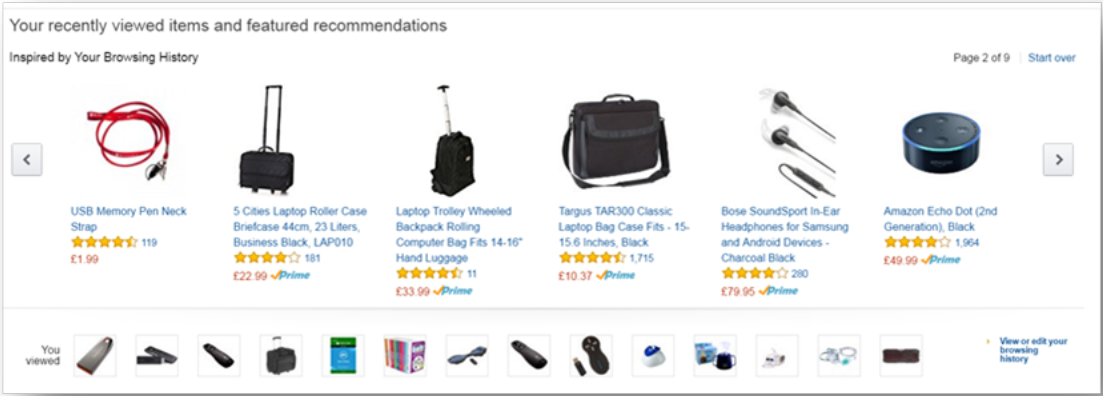 Your recently viewed items and featured recommendations
Inspired by Your Browsing History
Page 2 of 9
Start over
USB Memory Pen Neck
Strap
119
£1.99
5 Cities Laptop Roller Case
Briefcase 44cm, 23 Liters,
Business Black, LAP010
181
£22.99 Prime
Laptop Trolley Wheeled
Backpack Rolling
Computer Bag Fits 14-16"
Hand Luggage
11
£33.99 Prime
Targus TAR300 Classic
Laptop Bag Case Fits - 15-
15.6 Inches, Black
1,715
£10.37 Prime
Bose SoundSport In-Ear
Headphones for Samsung
and Android Devices -
Charcoal Black
280
£79.95 Prime
Amazon Echo Dot (2nd
Generation), Black
1,964
£49.99 Prime
You
viewed
View or edit your
browsing
history